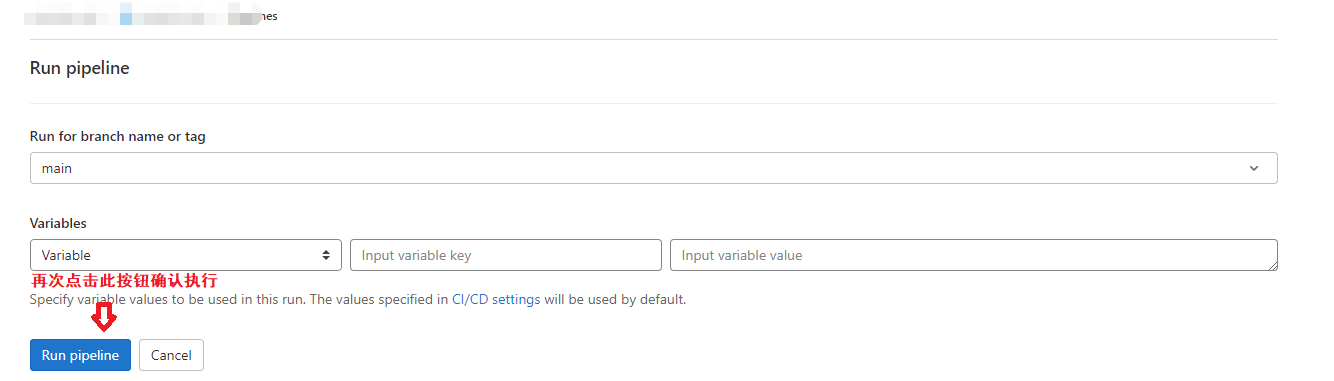 Run pipeline
Run for branch name or tag
main
Variables
Variable
Input variable key
Input variable value
再次点击此按钮确认执行
Specify variable values to be used in this run. The values specified in CI/CD settings will be used by default.
Run pipeline
Cancel